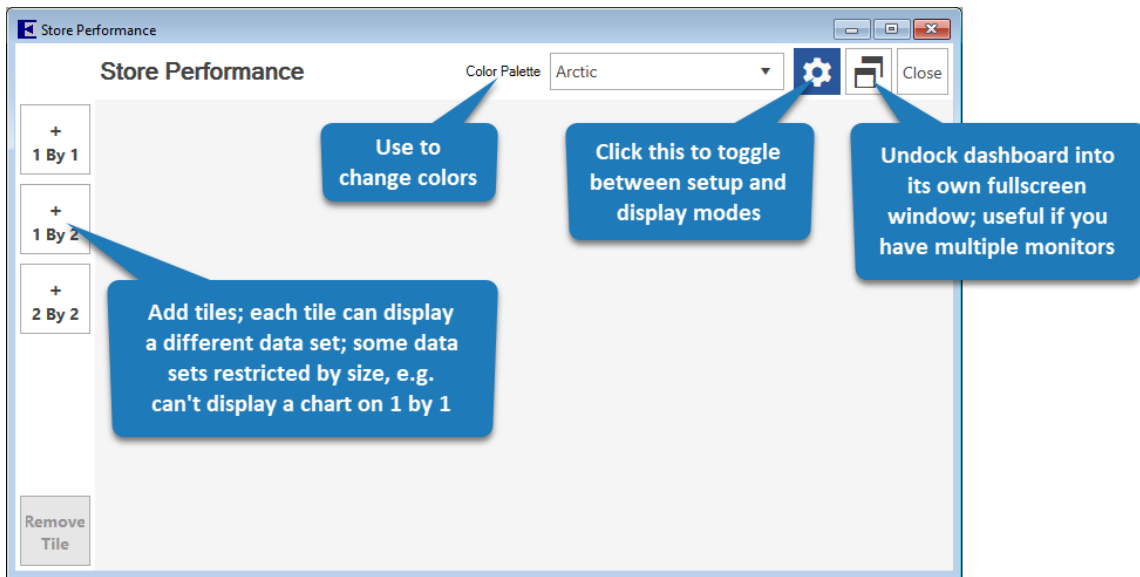 Store Performance
Store Performance
Color Palette
Arctic
Close
+
1 By 1
Use to
change colors
Click this to toggle
between setup and
display modes
Undock dashboard into
its own fullscreen
window; useful if you
have multiple monitors
+
1 By 2
+
2 By 2
Add tiles; each tile can display
a different data set; some data
sets restricted by size, e.g.
can't display a chart on 1 by 1
Remove
Tile